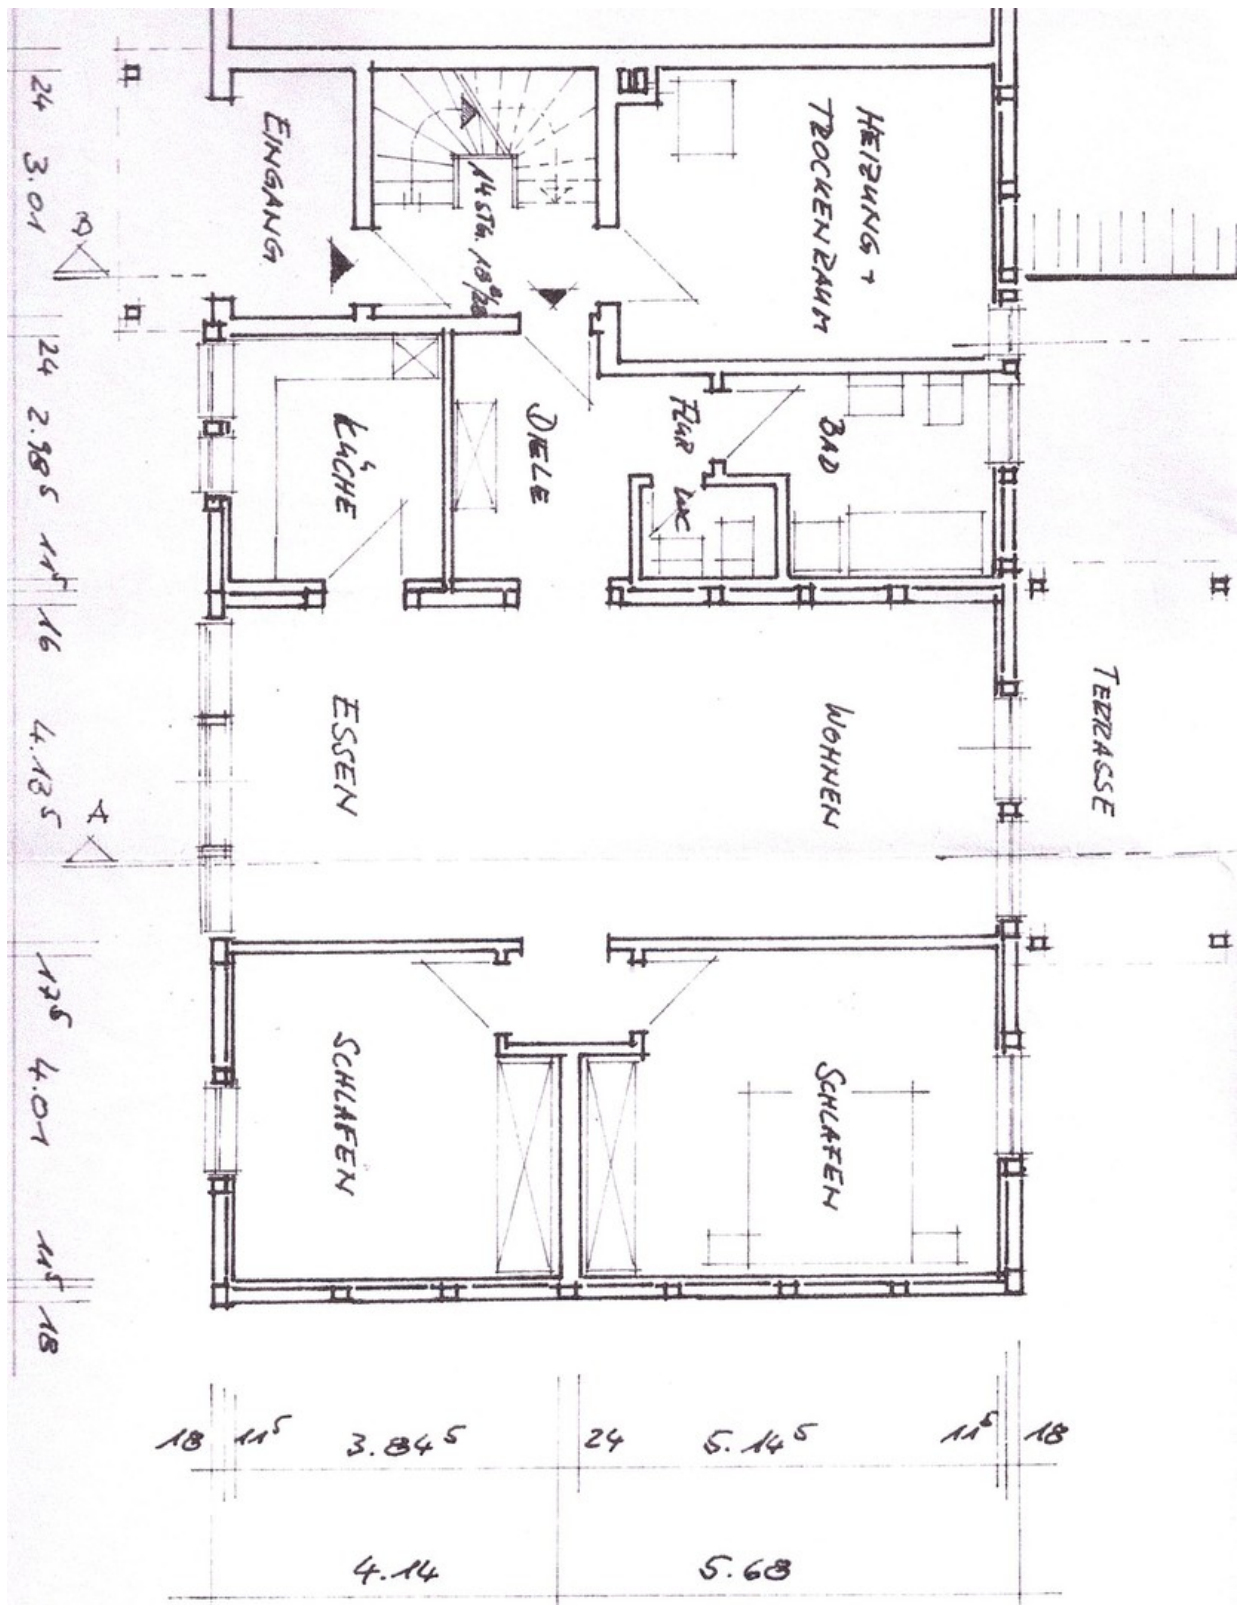 EINGANG
14 STG. 18⁸/26
HEIZUNG +
TROCKENRAUM
KÜCHE
DIELE
FLUR
WC
BAD
ESSEN
WOHNEN
TERRASSE
SCHLAFEN
SCHLAFEN
B
A
24 3.01 24 2.98⁵ 11⁵ 16 4.13⁵ 17⁵ 4.01 11⁵ 18
18 11⁵ 3.84⁵ 24 5.14⁵ 11⁵ 18
4.14 5.68